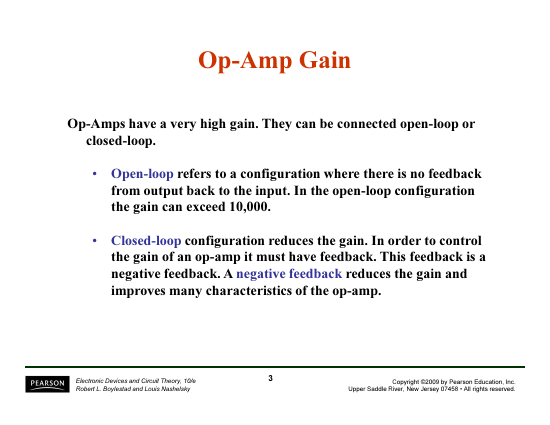 Op-Amp Gain
Op-Amps have a very high gain. They can be connected open-loop or
closed-loop.
• Open-loop refers to a configuration where there is no feedback
from output back to the input. In the open-loop configuration
the gain can exceed 10,000.
• Closed-loop configuration reduces the gain. In order to control
the gain of an op-amp it must have feedback. This feedback is a
negative feedback. A negative feedback reduces the gain and
improves many characteristics of the op-amp.
PEARSON
Electronic Devices and Circuit Theory, 10/e
Robert L. Boylestad and Louis Nashelsky
3
Copyright ©2009 by Pearson Education, Inc.
Upper Saddle River, New Jersey 07458 • All rights reserved.